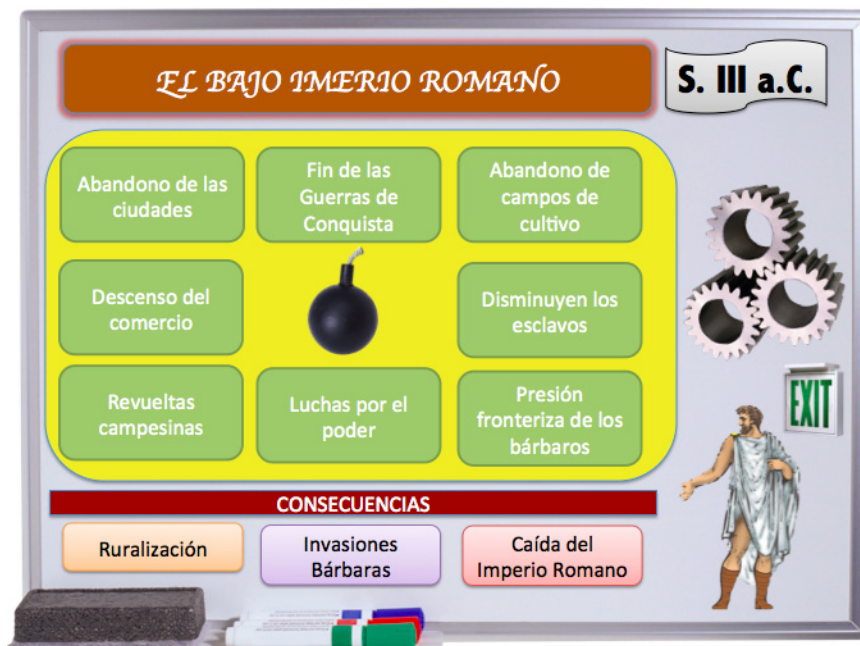 EL BAJO IMERIO ROMANO
S. III a.C.
Abandono de las
ciudades
Fin de las
Guerras de
Conquista
Abandono de
campos de
cultivo
Descenso del
comercio
Disminuyen los
esclavos
Revueltas
campesinas
Luchas por el
poder
Presión
fronteriza de los
bárbaros
EXIT
CONSECUENCIAS
Ruralización
Invasiones
Bárbaras
Caída del
Imperio Romano